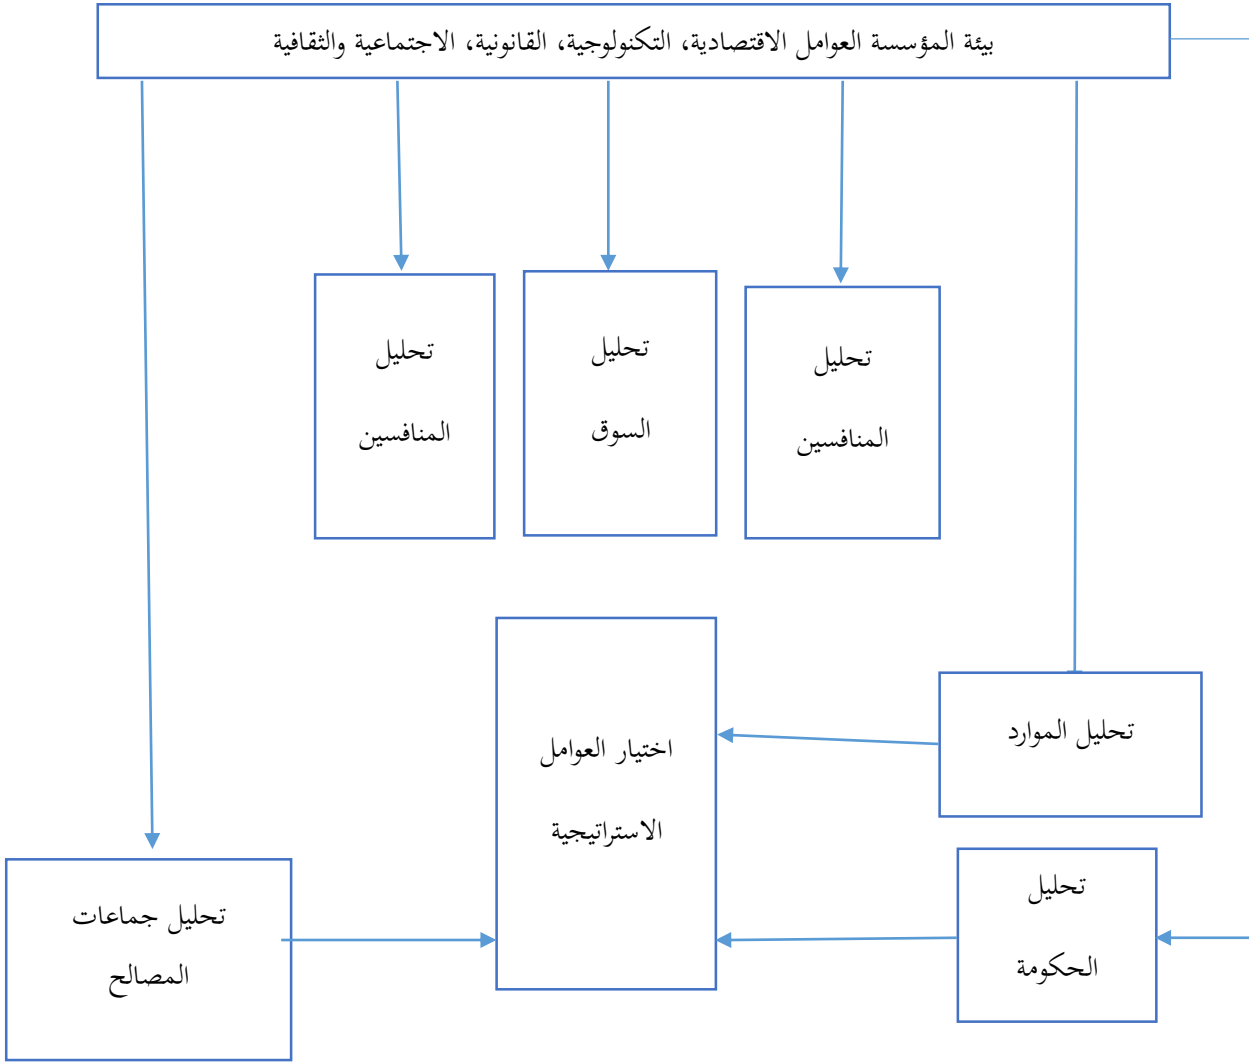 بيئة المؤسسة العوامل الاقتصادية، التكنولوجية، القانونية، الاجتماعية والثقافية
تحليل
المنافسين
تحليل
السوق
تحليل
المنافسين
تحليل الموارد
اختيار العوامل
الاستراتيجية
تحليل
الحكومة
تحليل جماعات
المصالح